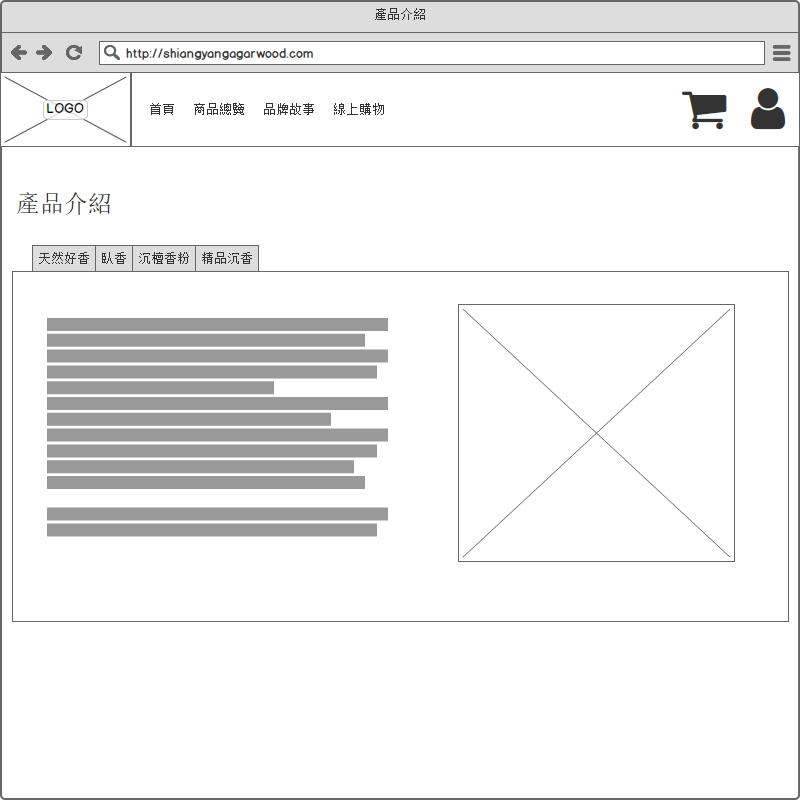 產品介紹
http://shiangyangagarwood.com
LOGO 首頁 商品總覽 品牌故事 線上購物
產品介紹
天然好香 臥香 沉檀香粉 精品沉香